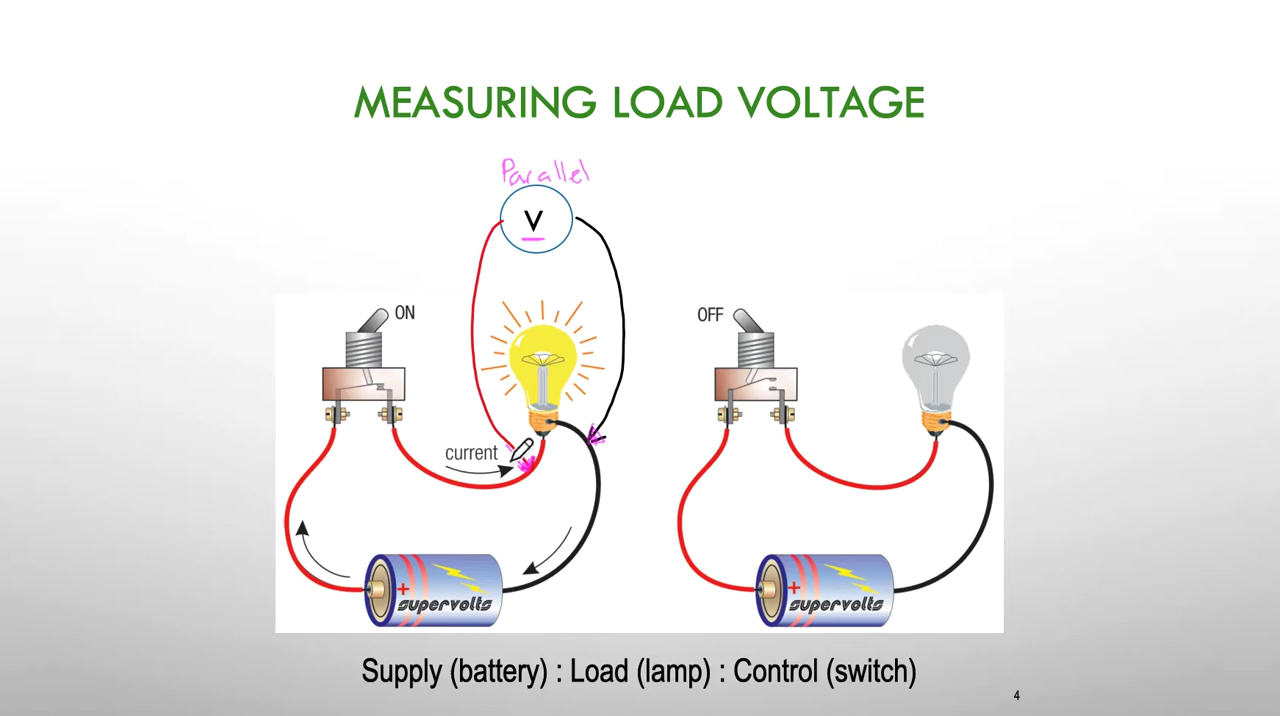 MEASURING LOAD VOLTAGE
Parallel
V
ON
OFF
current
+
supervolts
+
supervolts
Supply (battery) : Load (lamp) : Control (switch)
4